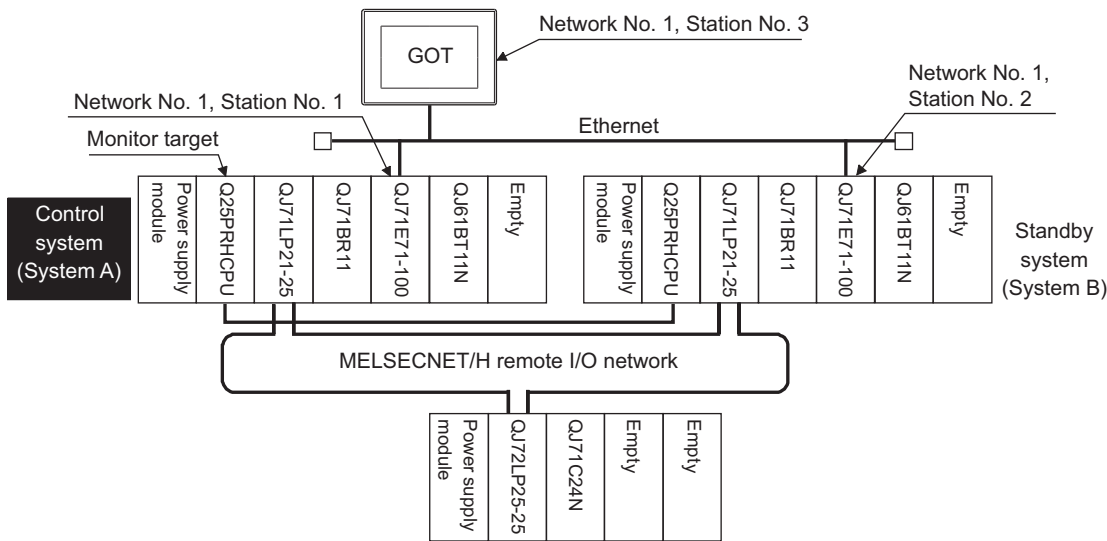 Network No. 1, Station No. 3
GOT
Network No. 1, Station No. 1
Network No. 1,
Station No. 2
Monitor target
Ethernet
Control
system
(System A)
Power supply
module
Q25PRHCPU
QJ71LP21-25
QJ71BR11
QJ71E71-100
QJ61BT11N
Empty
Power supply
module
Q25PRHCPU
QJ71LP21-25
QJ71BR11
QJ71E71-100
QJ61BT11N
Empty
Standby
system
(System B)
MELSECNET/H remote I/O network
Power supply
module
QJ72LP25-25
QJ71C24N
Empty
Empty